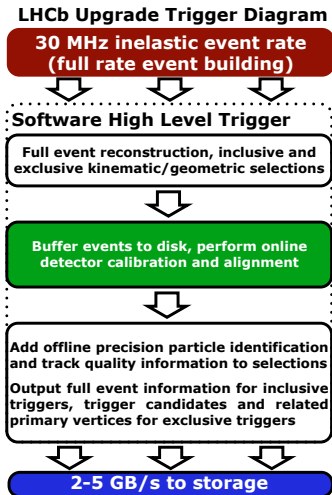 LHCb Upgrade Trigger Diagram
30 MHz inelastic event rate
(full rate event building)
Software High Level Trigger
Full event reconstruction, inclusive and
exclusive kinematic/geometric selections
Buffer events to disk, perform online
detector calibration and alignment
Add offline precision particle identification
and track quality information to selections
Output full event information for inclusive
triggers, trigger candidates and related
primary vertices for exclusive triggers
2-5 GB/s to storage